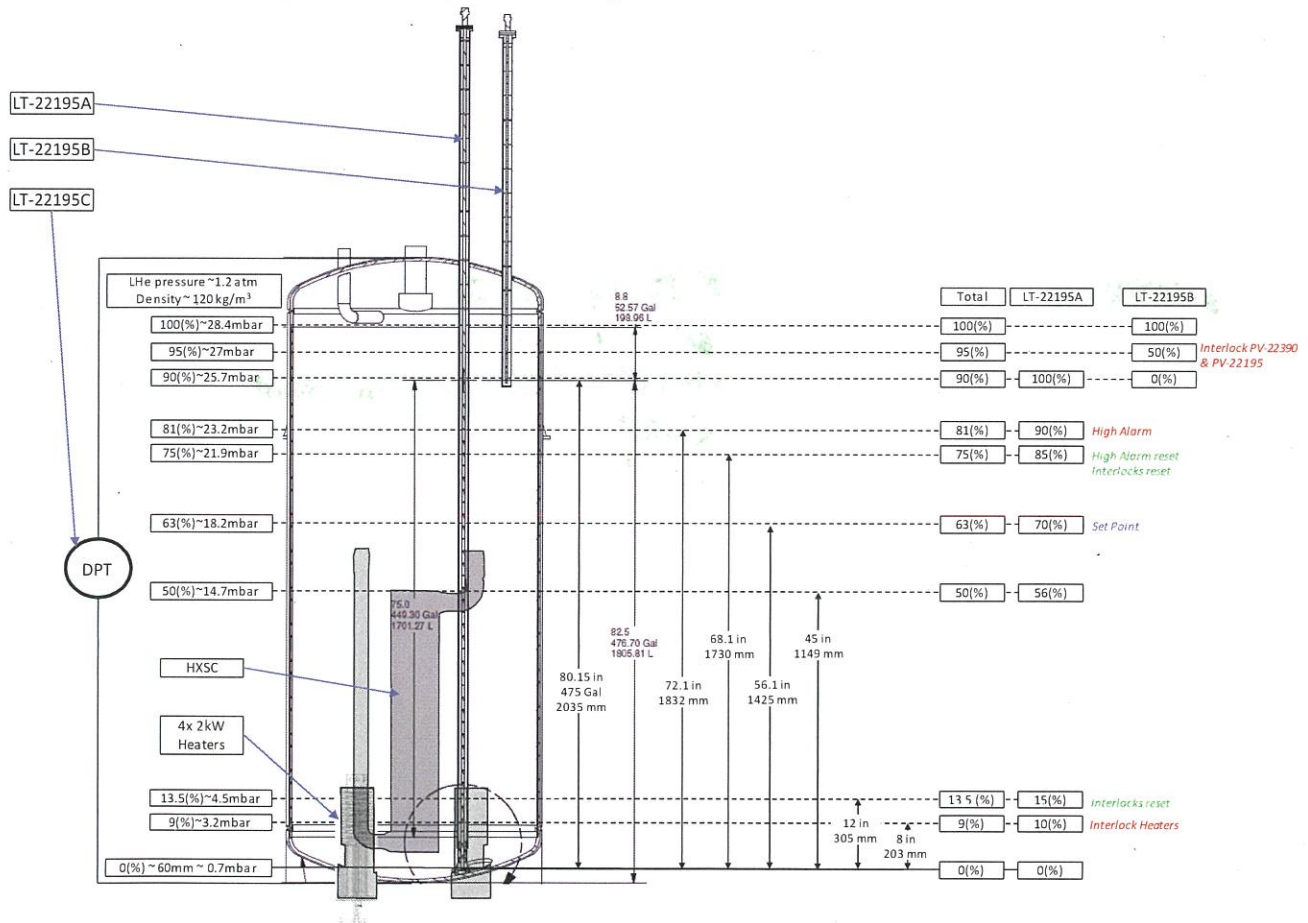 LT-22195A
LT-22195B
LT-22195C
LHe pressure ~1.2 atm
Density ~ 120 kg/m³
100(%)~28.4mbar
95(%)~27mbar
90(%)~25.7mbar
81(%)~23.2mbar
75(%)~21.9mbar
63(%)~18.2mbar
DPT
50(%)~14.7mbar
HXSC
4x 2kW
Heaters
13.5(%)~4.5mbar
9(%)~3.2mbar
0(%) ~ 60mm ~ 0.7mbar
8.8
52.57 Gal
198.96 L
75.0
449.30 Gal
1701.27 L
82.5
476.70 Gal
1805.81 L
80.15 in
475 Gal
2035 mm
72.1 in
1832 mm
68.1 in
1730 mm
56.1 in
1425 mm
45 in
1149 mm
12 in
305 mm
8 in
203 mm
Total LT-22195A LT-22195B
100(%) 100(%)
95(%) 50(%) Interlock PV-22390
& PV-22195
90(%) 100(%) 0(%)
81(%) 90(%) High Alarm
75(%) 85(%) High Alarm reset
Interlocks reset
63(%) 70(%) Set Point
50(%) 56(%)
13.5 (%) 15(%) Interlocks reset
9(%) 10(%) Interlock Heaters
0(%) 0(%)